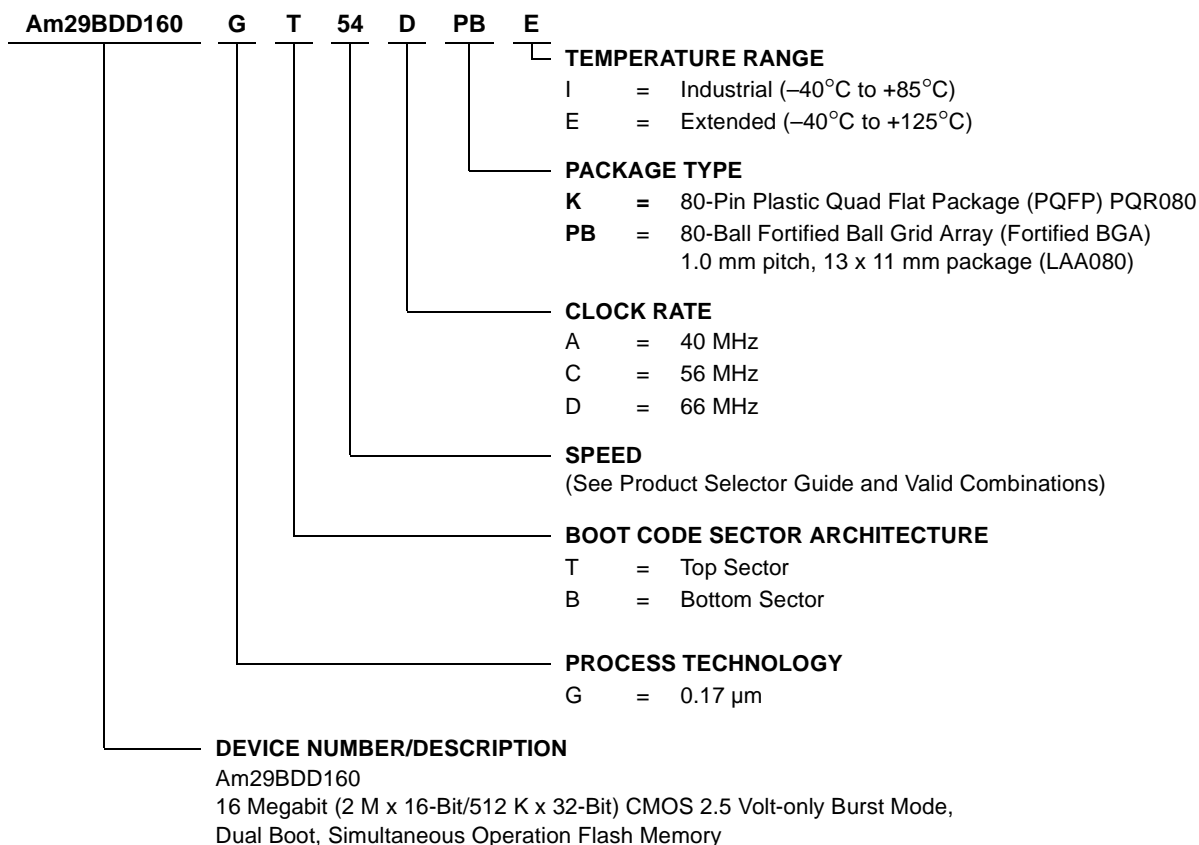 Am29BDD160 G T 54 D PB E
TEMPERATURE RANGE
I = Industrial (–40°C to +85°C)
E = Extended (–40°C to +125°C)
PACKAGE TYPE
K = 80-Pin Plastic Quad Flat Package (PQFP) PQR080
PB = 80-Ball Fortified Ball Grid Array (Fortified BGA)
1.0 mm pitch, 13 x 11 mm package (LAA080)
CLOCK RATE
A = 40 MHz
C = 56 MHz
D = 66 MHz
SPEED
(See Product Selector Guide and Valid Combinations)
BOOT CODE SECTOR ARCHITECTURE
T = Top Sector
B = Bottom Sector
PROCESS TECHNOLOGY
G = 0.17 µm
DEVICE NUMBER/DESCRIPTION
Am29BDD160
16 Megabit (2 M x 16-Bit/512 K x 32-Bit) CMOS 2.5 Volt-only Burst Mode,
Dual Boot, Simultaneous Operation Flash Memory